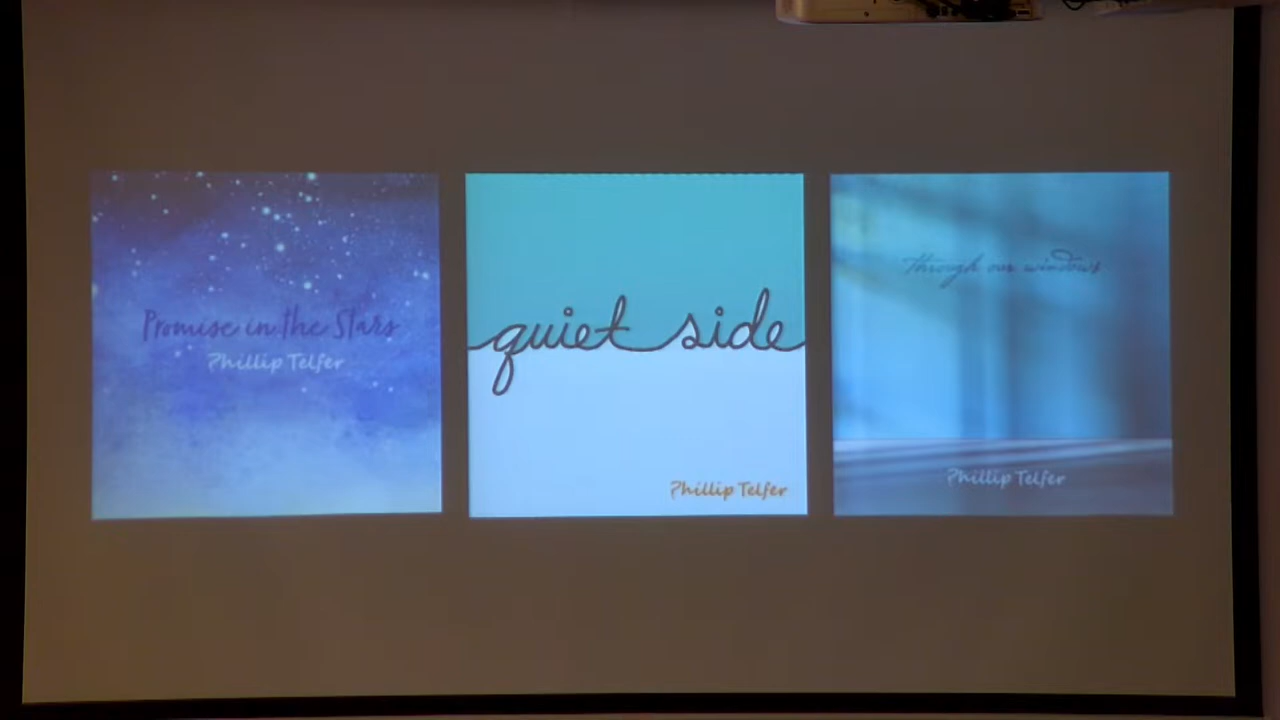 Promise in the Stars
Phillip Telfer
quiet side
Phillip Telfer
Through our windows
Phillip Telfer